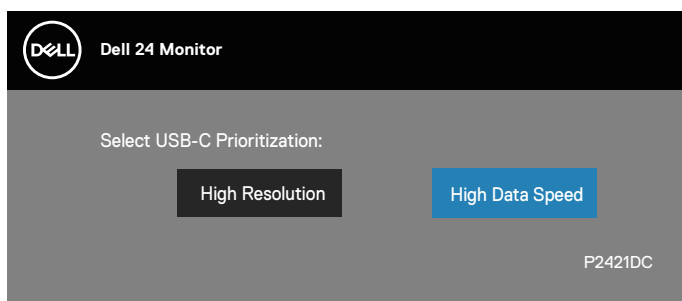 DELL Dell 24 Monitor
Select USB-C Prioritization:
High Resolution High Data Speed
P2421DC